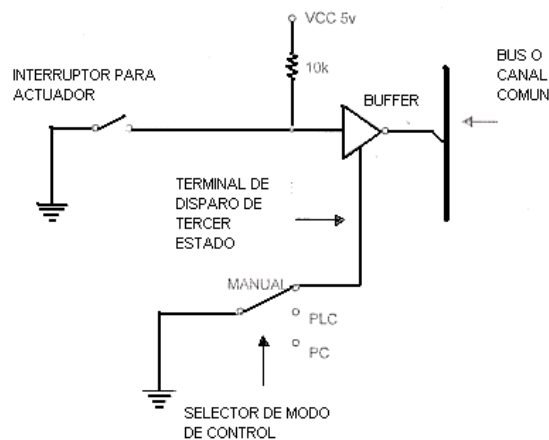 VCC 5v
10k
INTERRUPTOR PARA
ACTUADOR
BUFFER
BUS O
CANAL
COMUN
TERMINAL DE
DISPARO DE
TERCER
ESTADO
MANUAL
PLC
PC
SELECTOR DE MODO
DE CONTROL